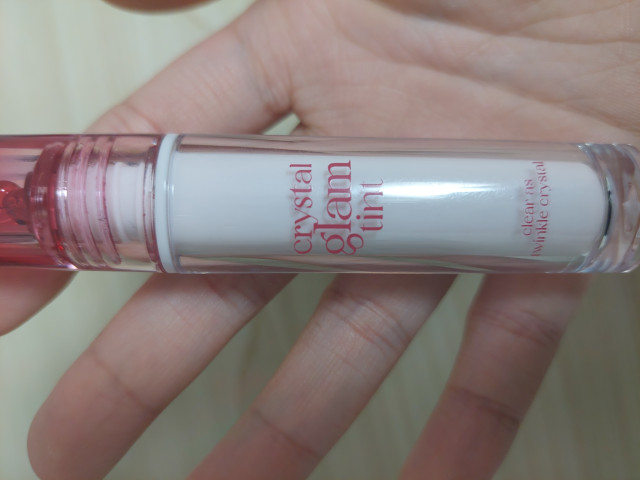 crystal
glam
tint
clear as
twinkle crystal